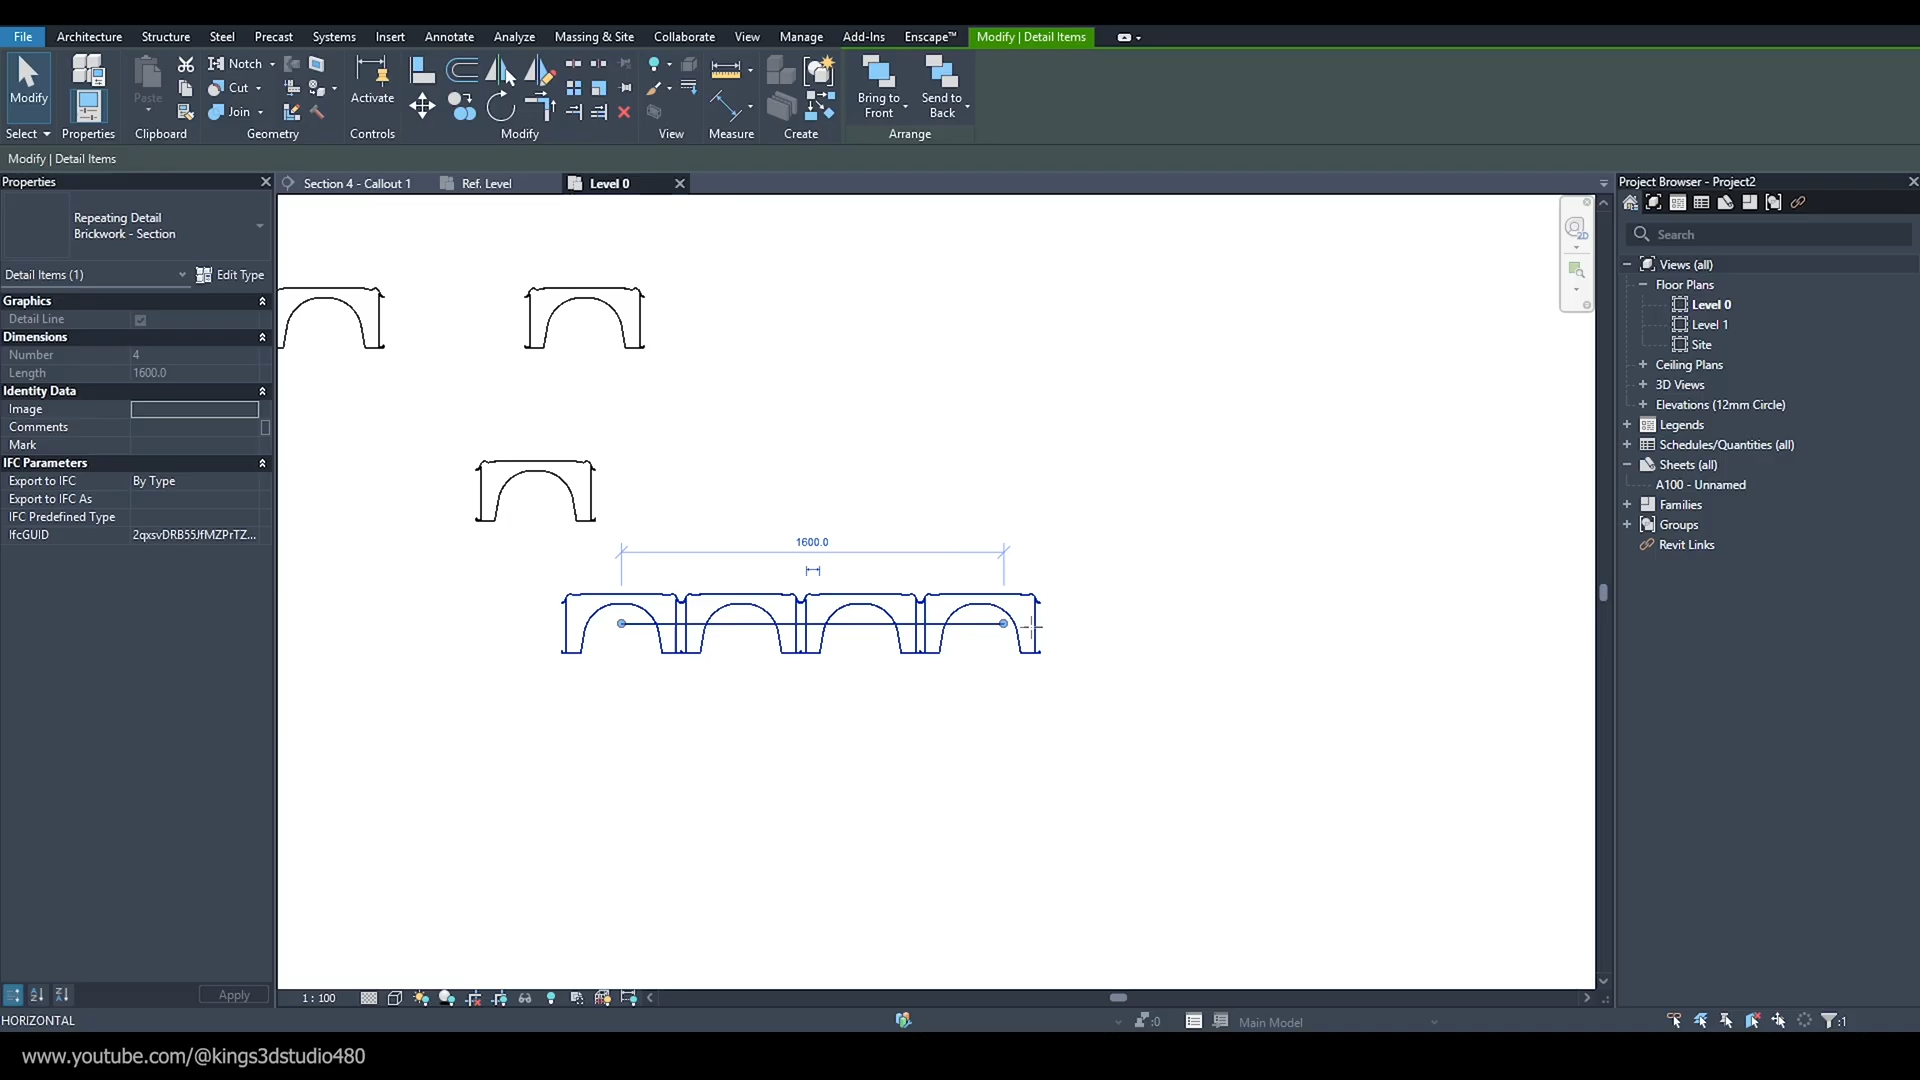 File Architecture Structure Steel Precast Systems Insert Annotate Analyze Massing & Site Collaborate View Manage Add-Ins Enscape™ Modify | Detail Items
Modify Paste Notch Cut Join Activate Bring to Front Send to Back
Select Properties Clipboard Geometry Controls Modify View Measure Create Arrange
Modify | Detail Items
Properties
Repeating Detail
Brickwork - Section
Detail Items (1) Edit Type
Graphics
Detail Line
Dimensions
Number 4
Length 1600.0
Identity Data
Image
Comments
Mark
IFC Parameters
Export to IFC By Type
Export to IFC As
IFC Predefined Type
IfcGUID 2qxsvDRB55JfMZPrTZ...
Apply
Section 4 - Callout 1 Ref. Level Level 0
1600.0
2D
1 : 100
Project Browser - Project2
Search
Views (all)
Floor Plans
Level 0
Level 1
Site
Ceiling Plans
3D Views
Elevations (12mm Circle)
Legends
Schedules/Quantities (all)
Sheets (all)
A100 - Unnamed
Families
Groups
Revit Links
HORIZONTAL :0 Main Model :1
www.youtube.com/@kings3dstudio480